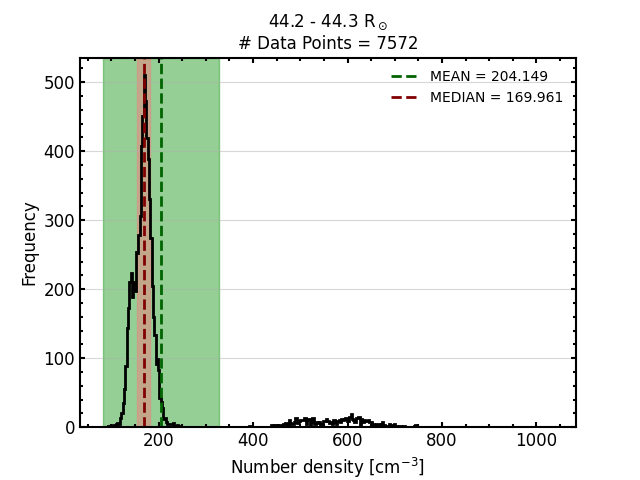 44.2 - 44.3 R⊙
# Data Points = 7572
MEAN = 204.149
MEDIAN = 169.961
500
400
300
200
100
0
Frequency
200 400 600 800 1000
Number density [cm⁻³]